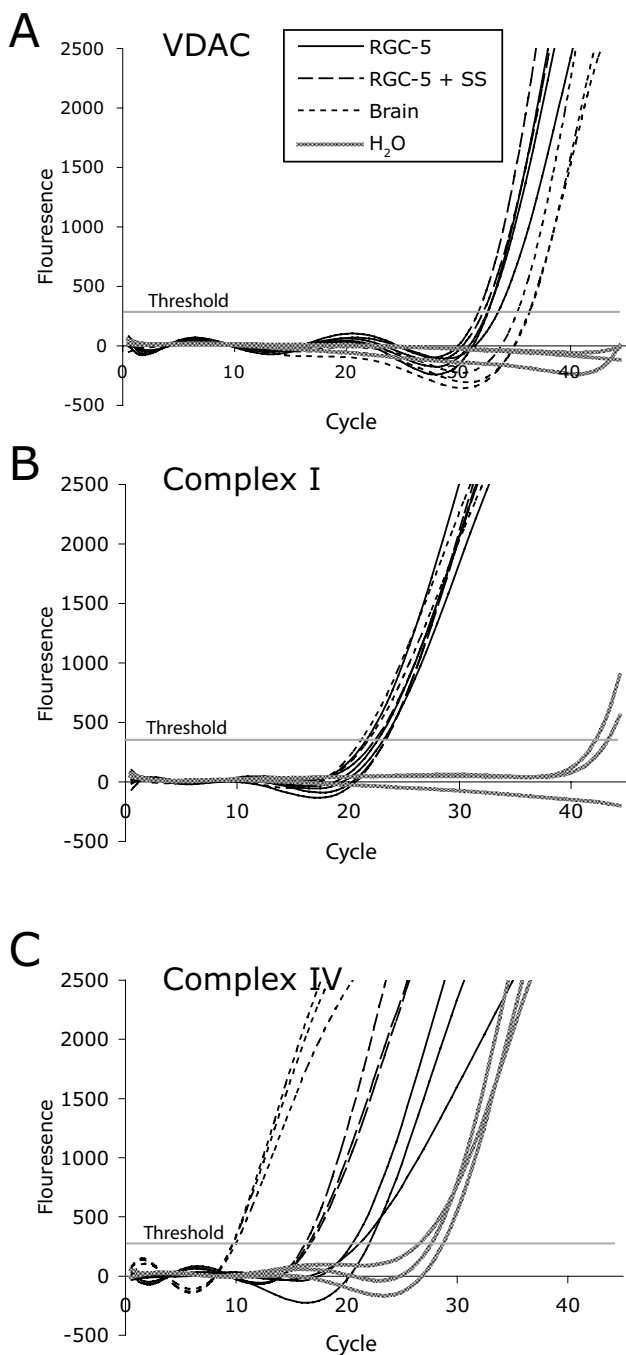 A
VDAC
RGC-5
RGC-5 + SS
Brain
H2O
2500
2000
1500
1000
500
0
-500
Flouresence
Threshold
0
10
20
30
40
Cycle
B
Complex I
2500
2000
1500
1000
500
0
-500
Flouresence
Threshold
0
10
20
30
40
Cycle
C
Complex IV
2500
2000
1500
1000
500
0
-500
Flouresence
Threshold
0
10
20
30
40
Cycle